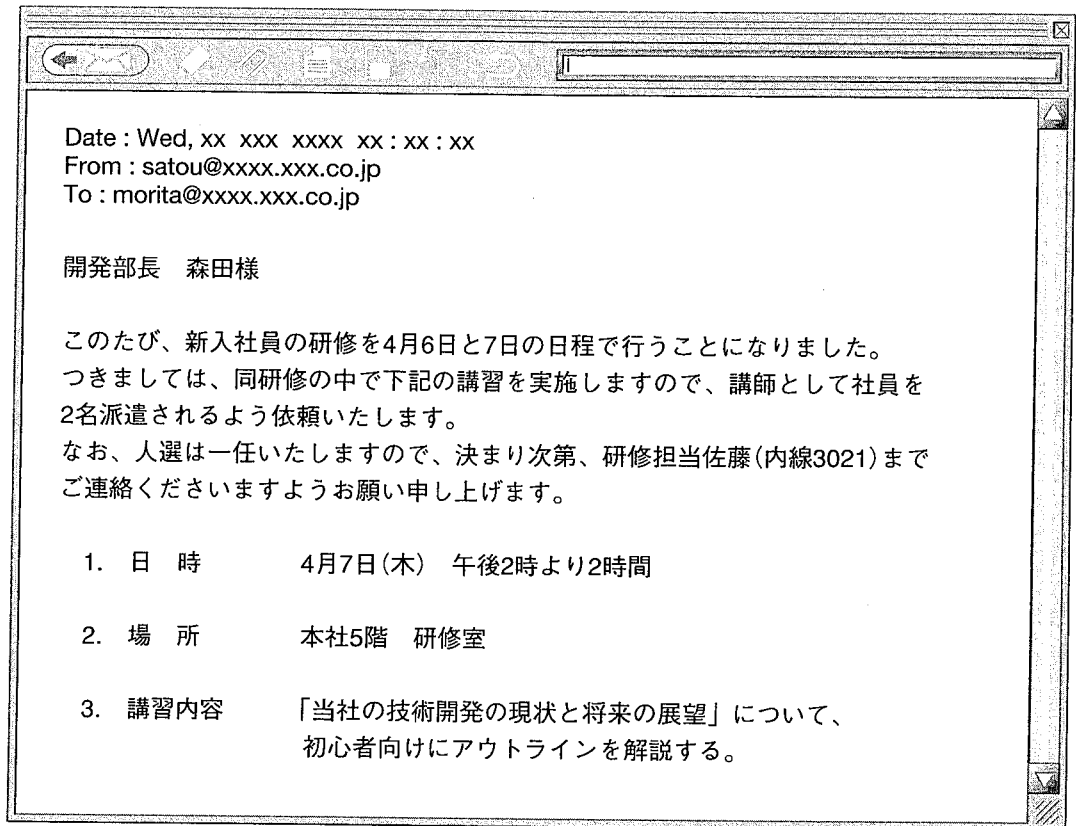 Date : Wed, xx xxx xxxx xx : xx : xx
From : satou@xxxx.xxx.co.jp
To : morita@xxxx.xxx.co.jp
開発部長　森田様
このたび、新入社員の研修を4月6日と7日の日程で行うことになりました。
つきましては、同研修の中で下記の講習を実施しますので、講師として社員を
2名派遣されるよう依頼いたします。
なお、人選は一任いたしますので、決まり次第、研修担当佐藤(内線3021)まで
ご連絡くださいますようお願い申し上げます。
1.　日　時　　4月7日(木)　午後2時より2時間
2.　場　所　　本社5階　研修室
3.　講習内容　　「当社の技術開発の現状と将来の展望」について、
初心者向けにアウトラインを解説する。